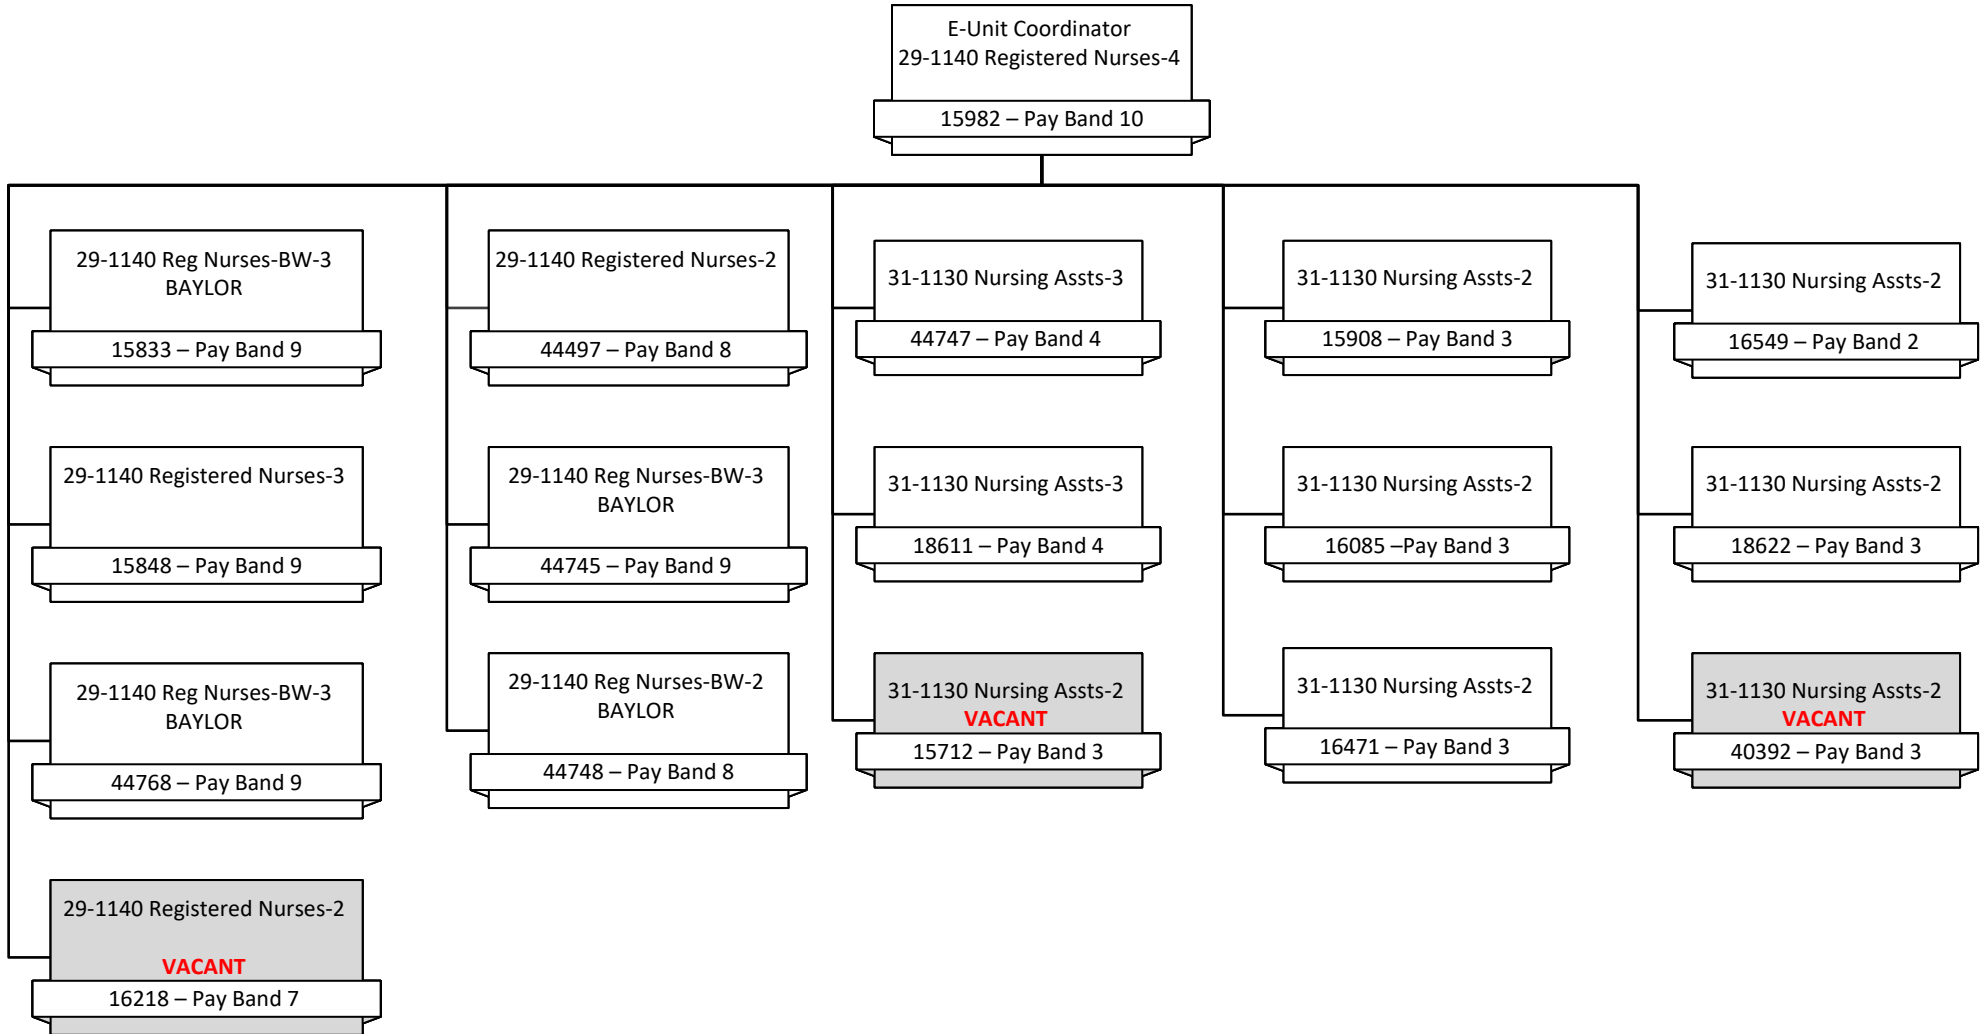 E-Unit Coordinator
29-1140 Registered Nurses-4
15982 – Pay Band 10
29-1140 Reg Nurses-BW-3
BAYLOR
15833 – Pay Band 9
29-1140 Registered Nurses-3
15848 – Pay Band 9
29-1140 Reg Nurses-BW-3
BAYLOR
44768 – Pay Band 9
29-1140 Registered Nurses-2
VACANT
16218 – Pay Band 7
29-1140 Registered Nurses-2
44497 – Pay Band 8
29-1140 Reg Nurses-BW-3
BAYLOR
44745 – Pay Band 9
29-1140 Reg Nurses-BW-2
BAYLOR
44748 – Pay Band 8
31-1130 Nursing Assts-3
44747 – Pay Band 4
31-1130 Nursing Assts-3
18611 – Pay Band 4
31-1130 Nursing Assts-2
VACANT
15712 – Pay Band 3
31-1130 Nursing Assts-2
15908 – Pay Band 3
31-1130 Nursing Assts-2
16085 –Pay Band 3
31-1130 Nursing Assts-2
16471 – Pay Band 3
31-1130 Nursing Assts-2
16549 – Pay Band 2
31-1130 Nursing Assts-2
18622 – Pay Band 3
31-1130 Nursing Assts-2
VACANT
40392 – Pay Band 3